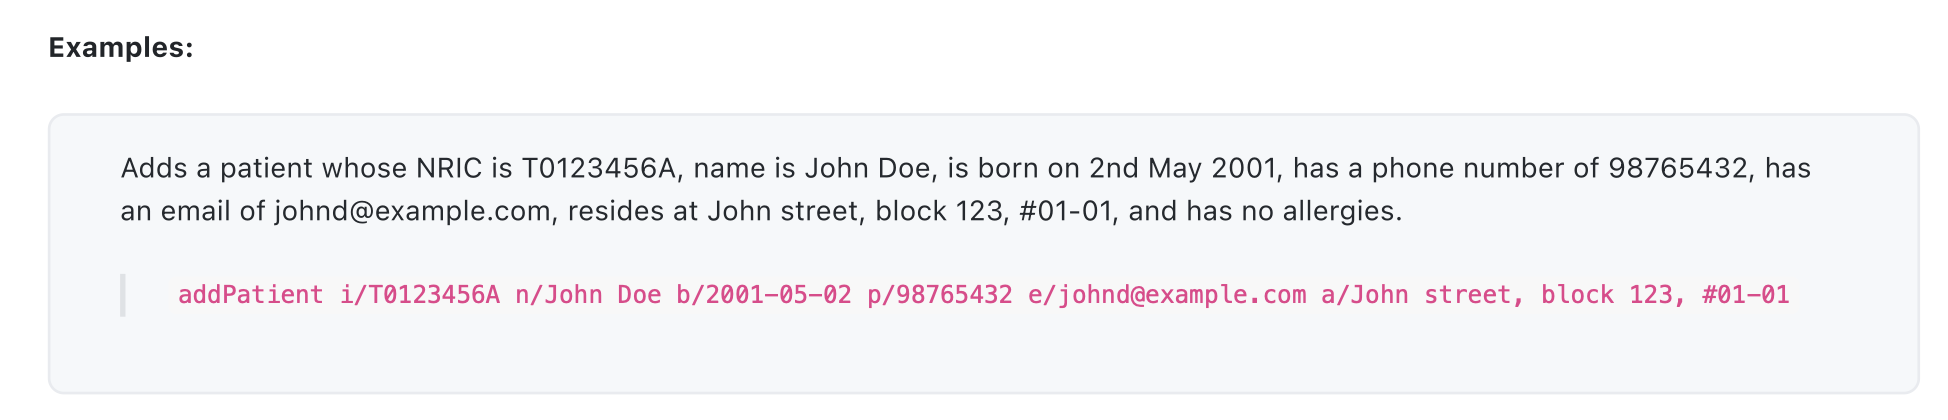 Examples:
Adds a patient whose NRIC is T0123456A, name is John Doe, is born on 2nd May 2001, has a phone number of 98765432, has
an email of johnd@example.com, resides at John street, block 123, #01-01, and has no allergies.
addPatient i/T0123456A n/John Doe b/2001-05-02 p/98765432 e/johnd@example.com a/John street, block 123, #01-01